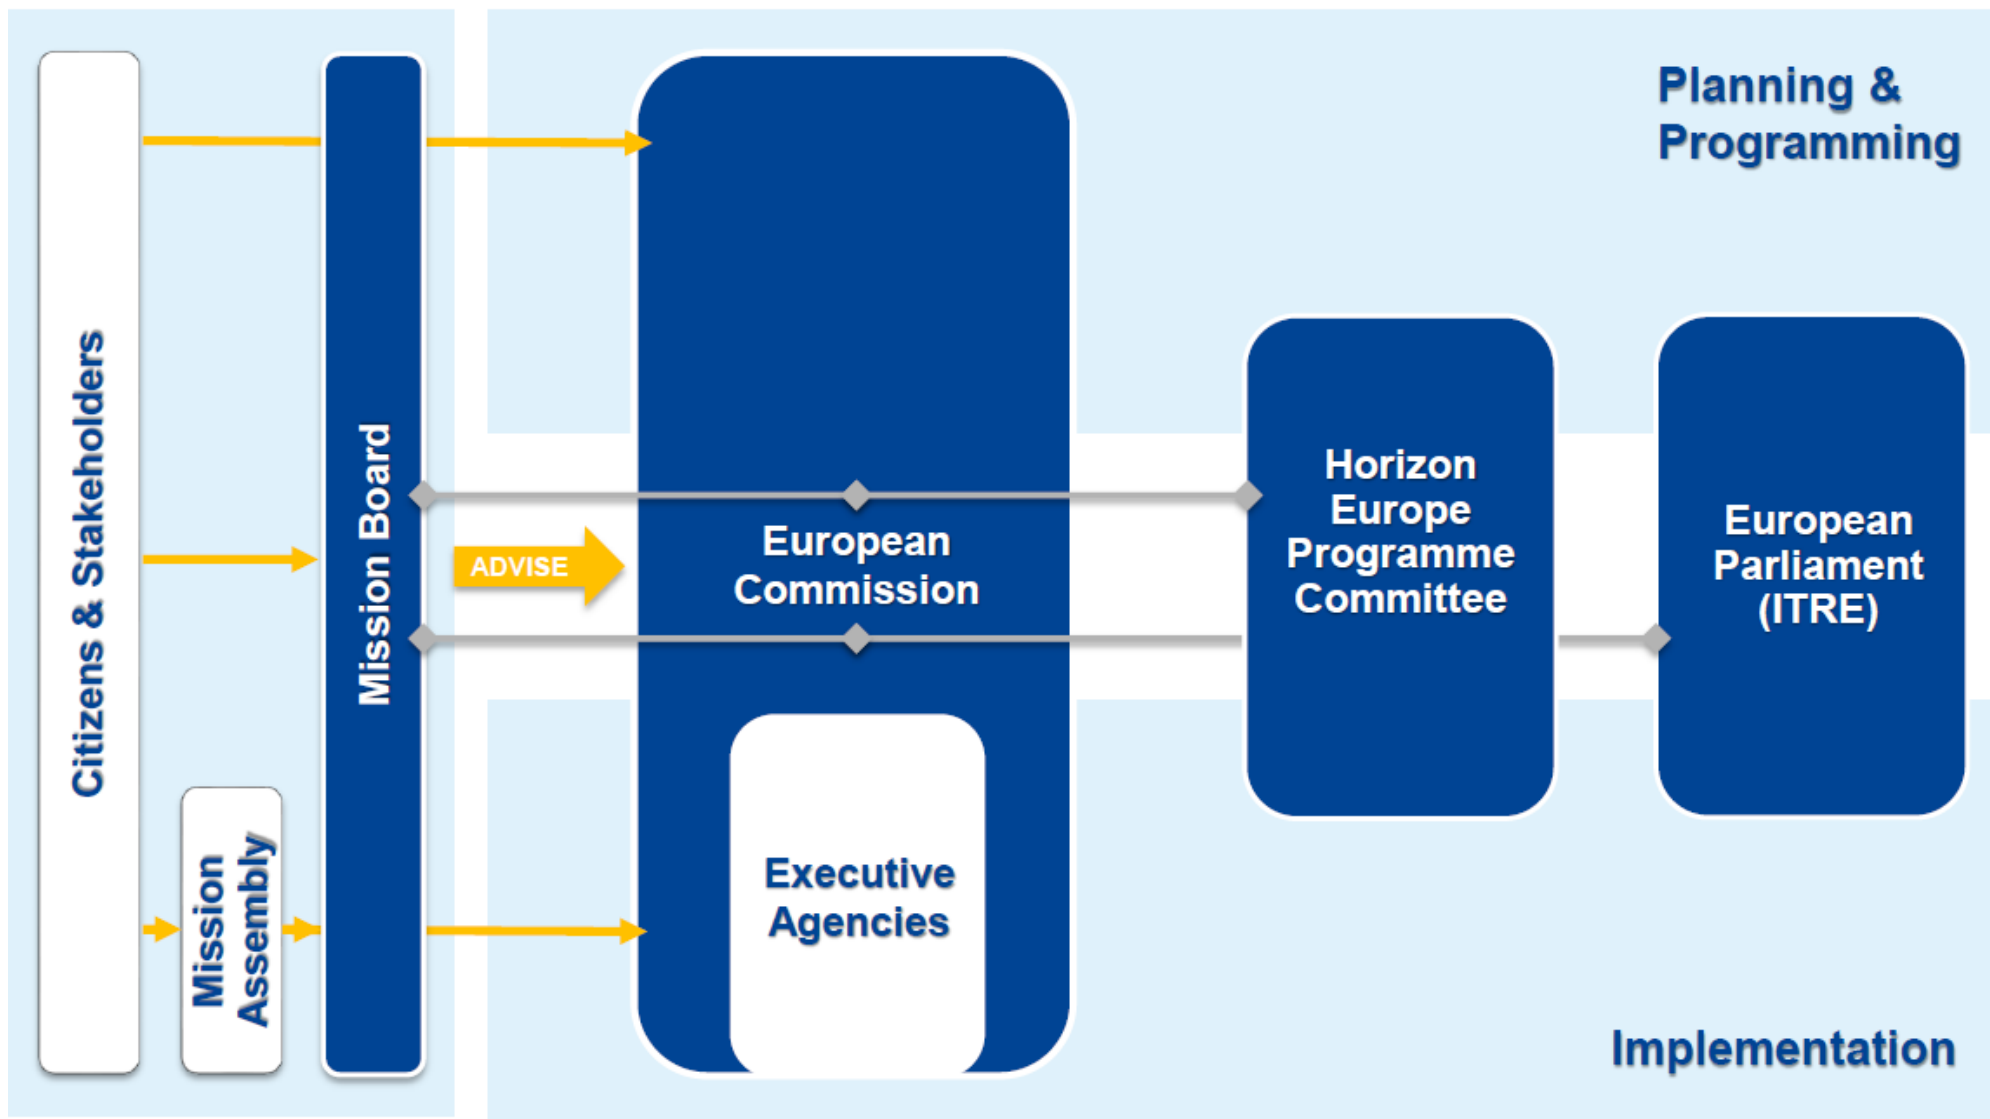 Citizens & Stakeholders
Mission
Assembly
Mission Board
ADVISE
European
Commission
Executive
Agencies
Planning &
Programming
Horizon
Europe
Programme
Committee
European
Parliament
(ITRE)
Implementation